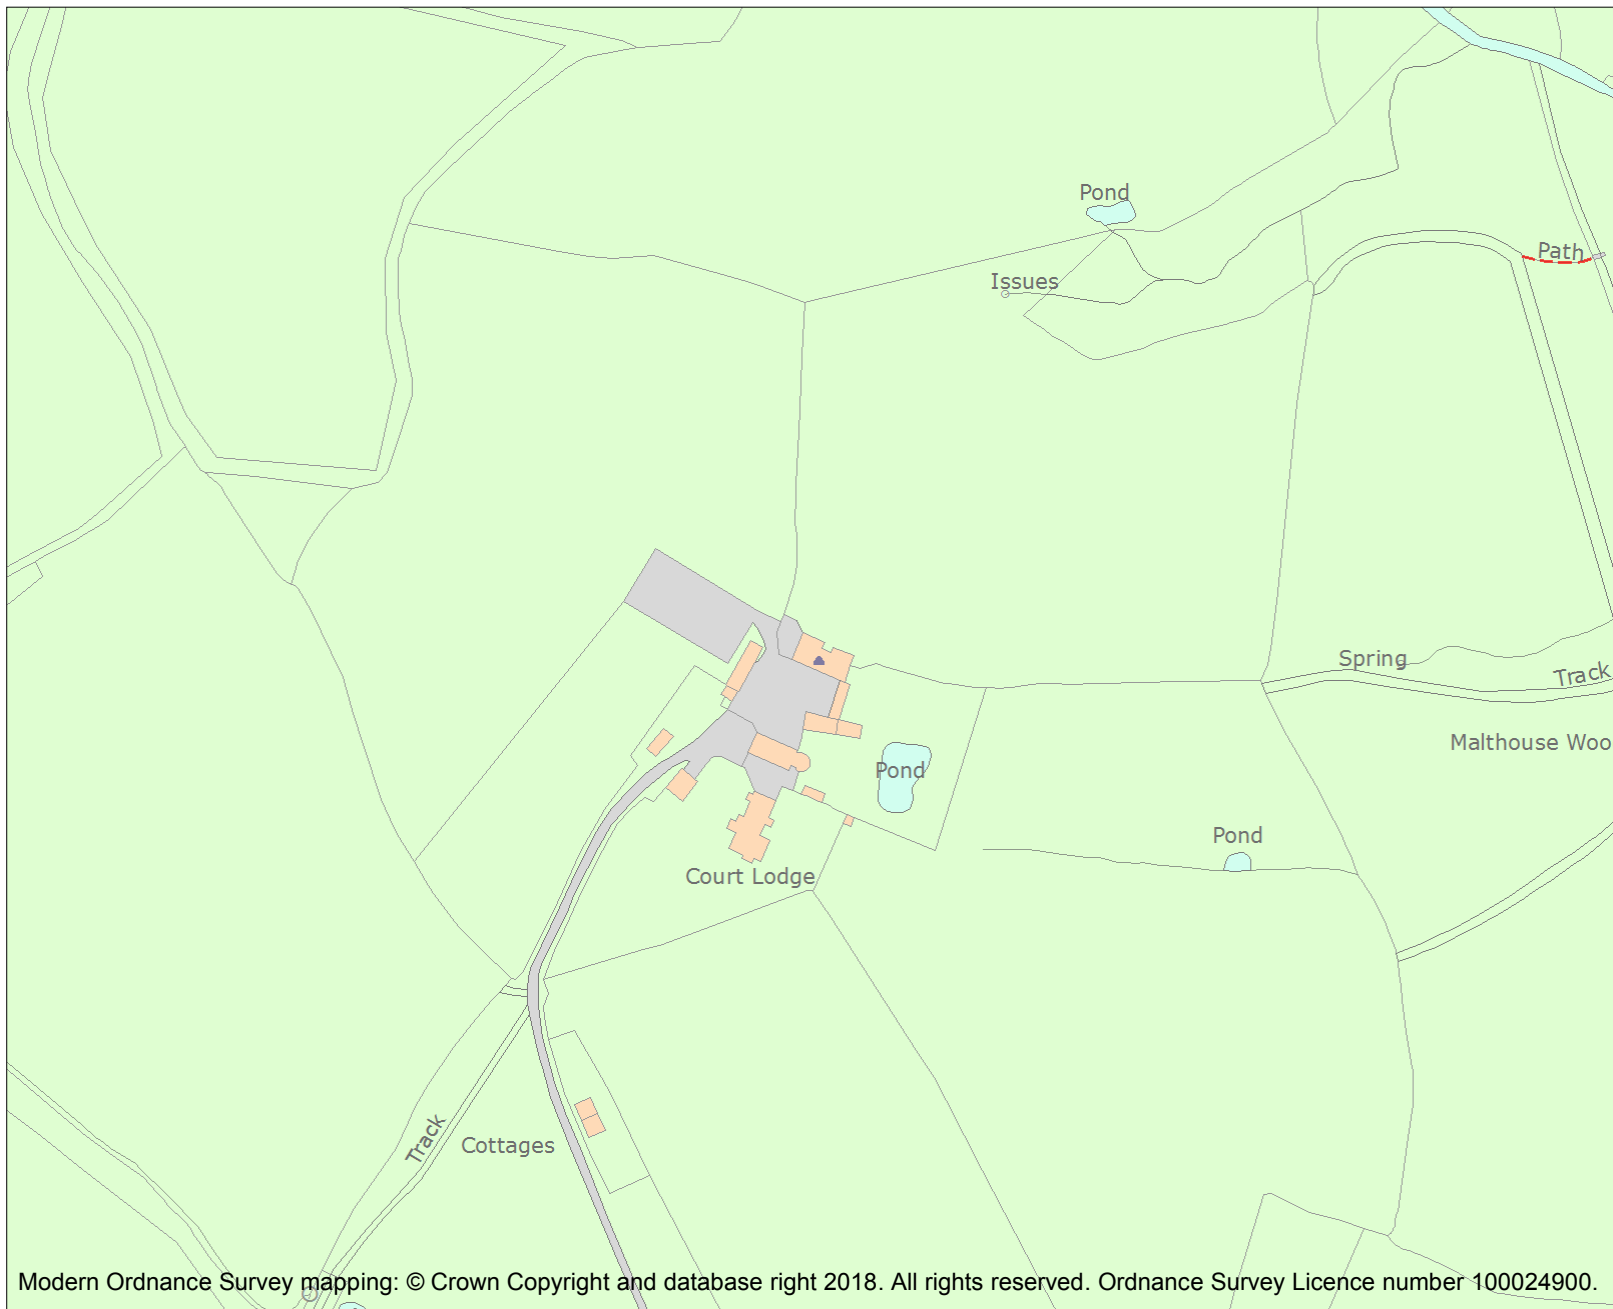 Pond
Path
Issues
Spring
Track
Malthouse Woo
Pond
Pond
Court Lodge
Track
Cottages
Modern Ordnance Survey mapping: © Crown Copyright and database right 2018. All rights reserved. Ordnance Survey Licence number 100024900.